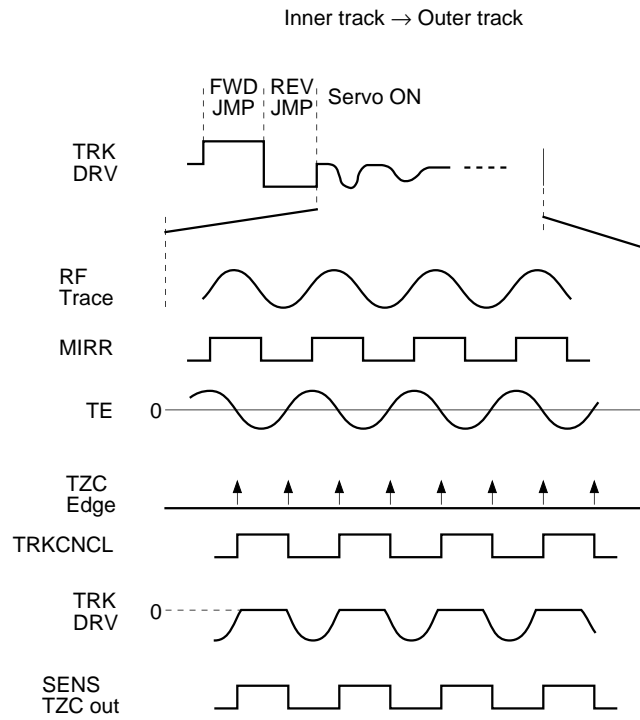 Inner track → Outer track
FWD JMP
REV JMP
Servo ON
TRK DRV
RF Trace
MIRR
TE
0
TZC Edge
TRKCNCL
TRK DRV
0
SENS TZC out